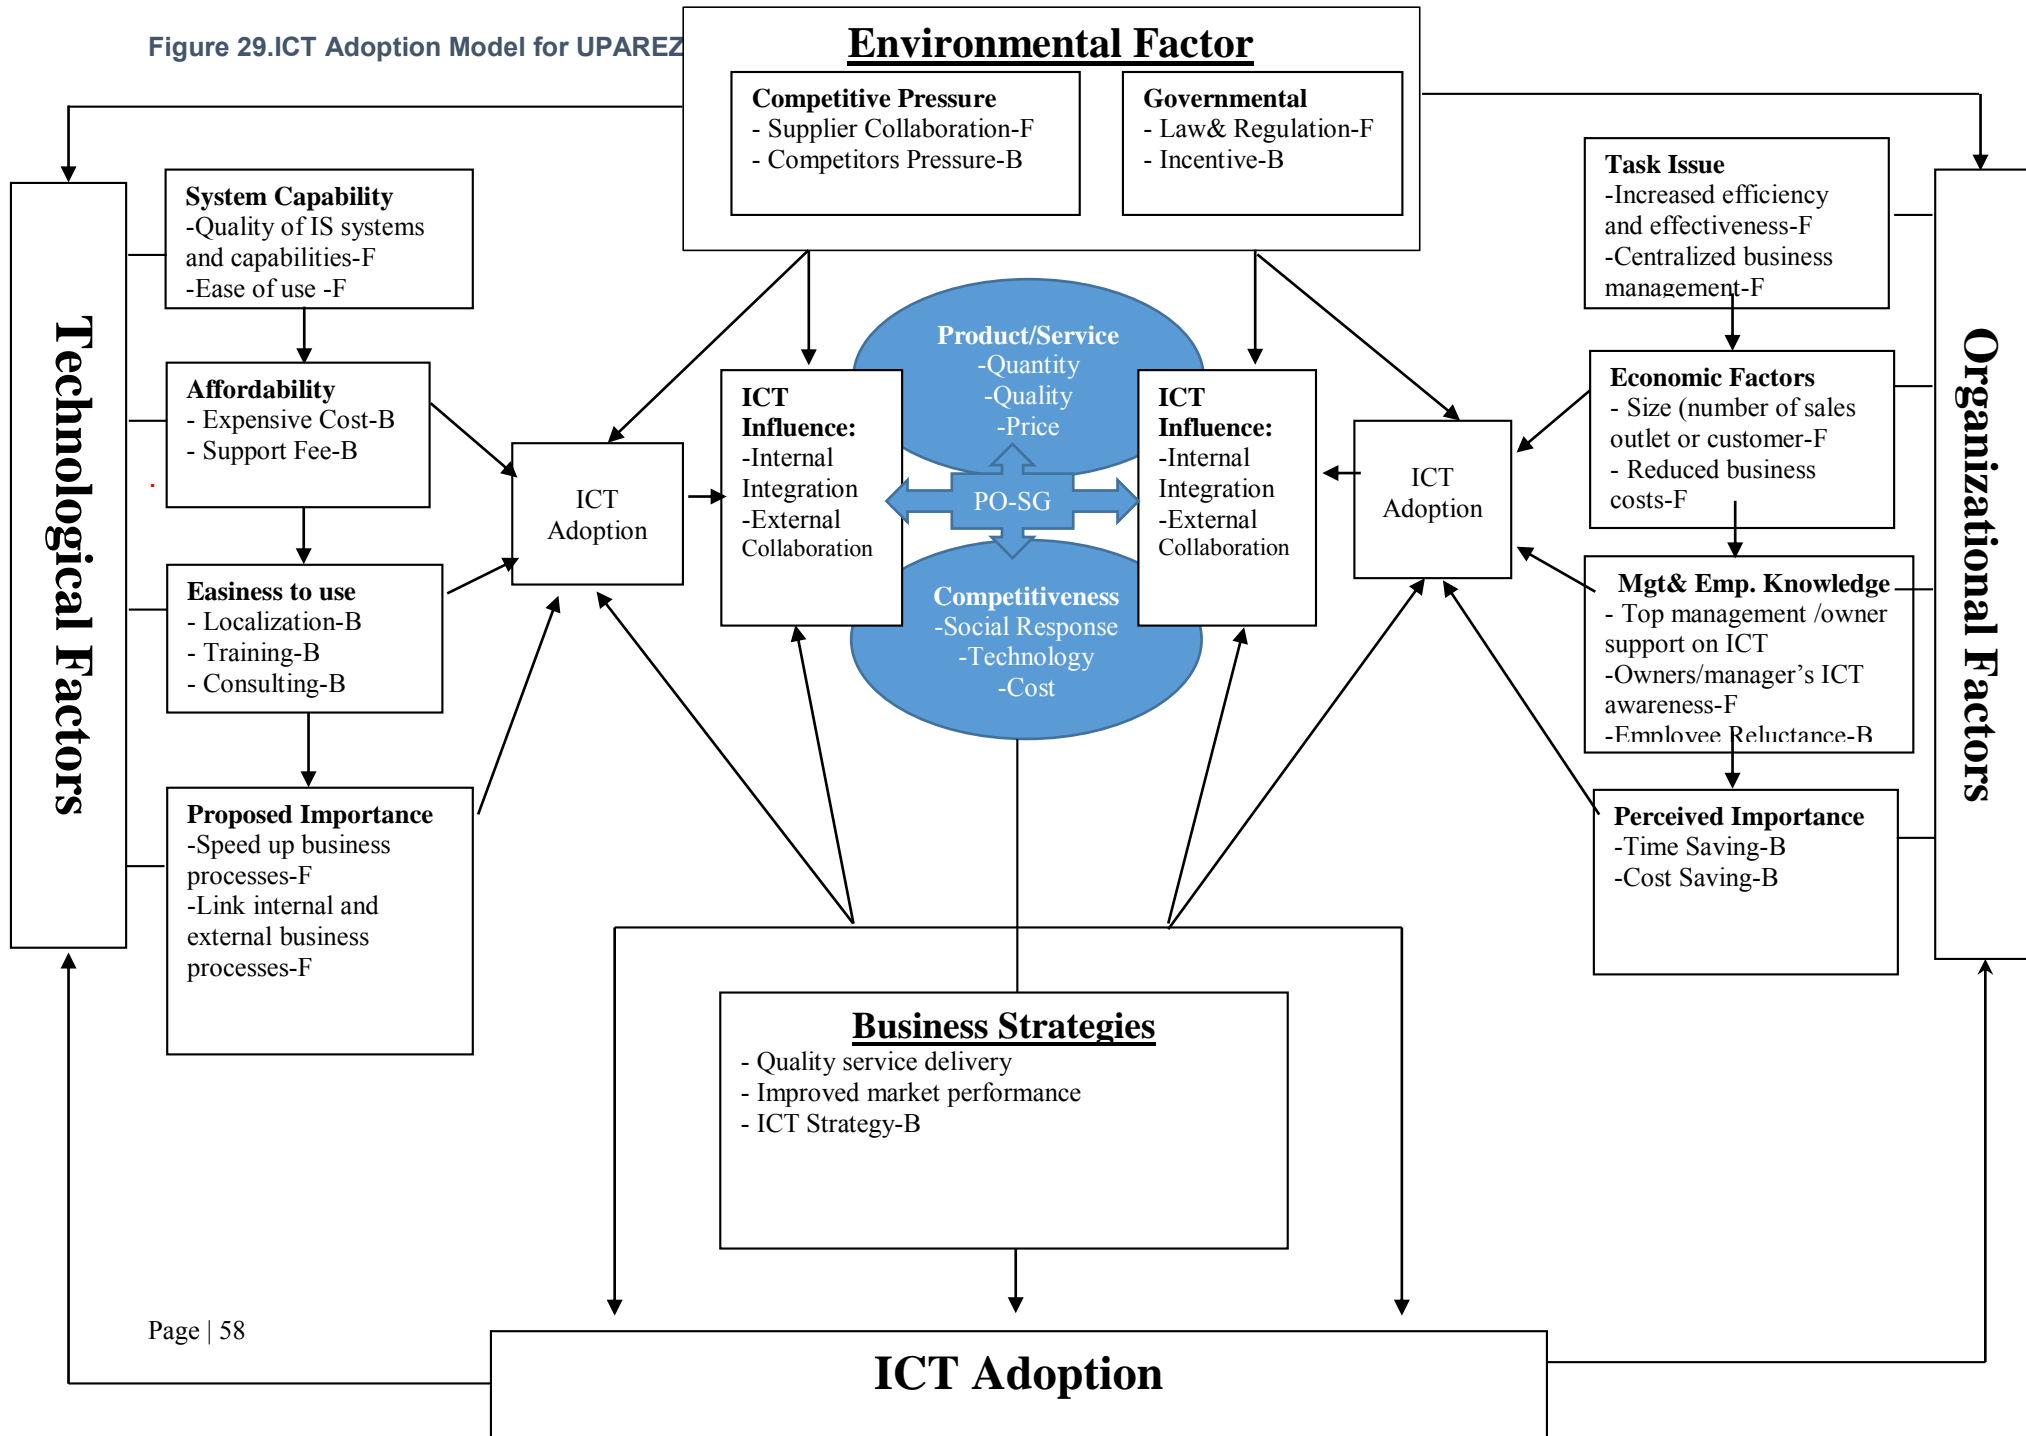 Figure 29.ICT Adoption Model for UPAREZ
Environmental Factor
Competitive Pressure
- Supplier Collaboration-F
- Competitors Pressure-B
Governmental
- Law& Regulation-F
- Incentive-B
Technological Factors
System Capability
-Quality of IS systems
and capabilities-F
-Ease of use -F
Affordability
- Expensive Cost-B
- Support Fee-B
Easiness to use
- Localization-B
- Training-B
- Consulting-B
Proposed Importance
-Speed up business
processes-F
-Link internal and
external business
processes-F
ICT
Adoption
ICT
Influence:
-Internal
Integration
-External
Collaboration
Product/Service
-Quantity
-Quality
-Price
PO-SG
Competitiveness
-Social Response
-Technology
-Cost
ICT
Influence:
-Internal
Integration
-External
Collaboration
ICT
Adoption
Task Issue
-Increased efficiency
and effectiveness-F
-Centralized business
management-F
Economic Factors
- Size (number of sales
outlet or customer-F
- Reduced business
costs-F
Mgt& Emp. Knowledge
- Top management /owner
support on ICT
-Owners/manager’s ICT
awareness-F
-Employee Reluctance-B
Perceived Importance
-Time Saving-B
-Cost Saving-B
Organizational Factors
Business Strategies
- Quality service delivery
- Improved market performance
- ICT Strategy-B
Page | 58
ICT Adoption